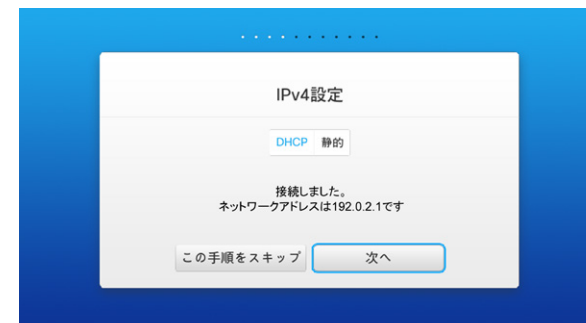 IPv4設定
DHCP 静的
接続しました。
ネットワークアドレスは192.0.2.1です
この手順をスキップ 次へ